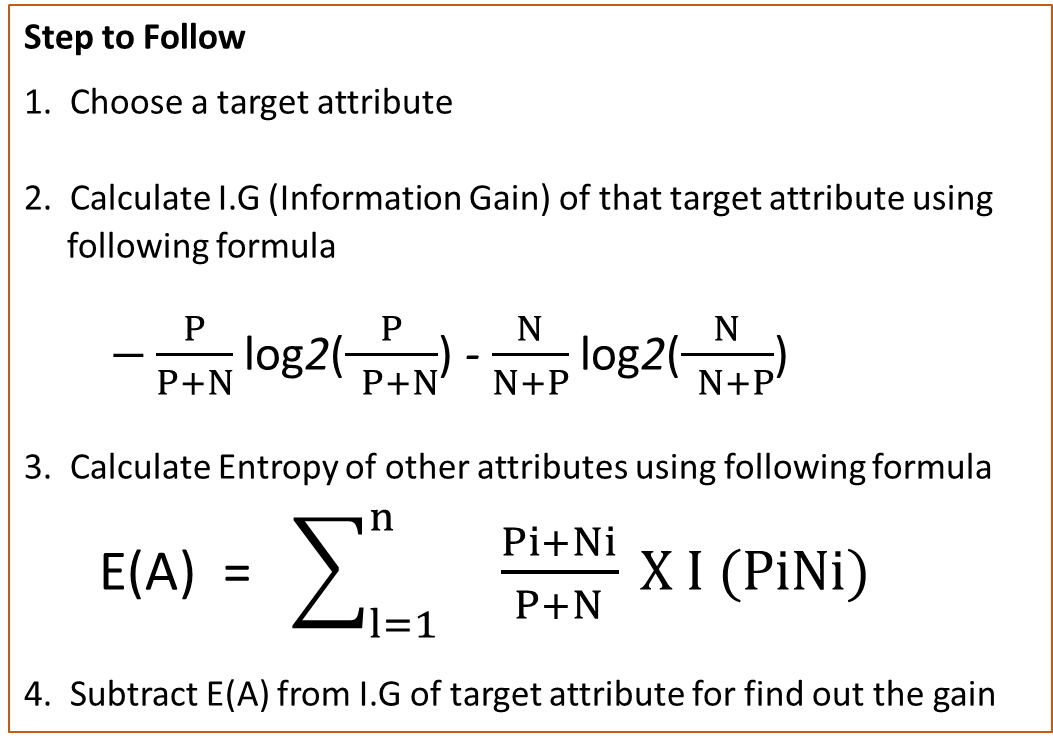 Step to Follow
1. Choose a target attribute
2. Calculate I.G (Information Gain) of that target attribute using
following formula
− P/P+N log2(P/P+N) - N/N+P log2(N/N+P)
3. Calculate Entropy of other attributes using following formula
E(A) = ∑ n l=1 Pi+Ni/P+N X I (PiNi)
4. Subtract E(A) from I.G of target attribute for find out the gain